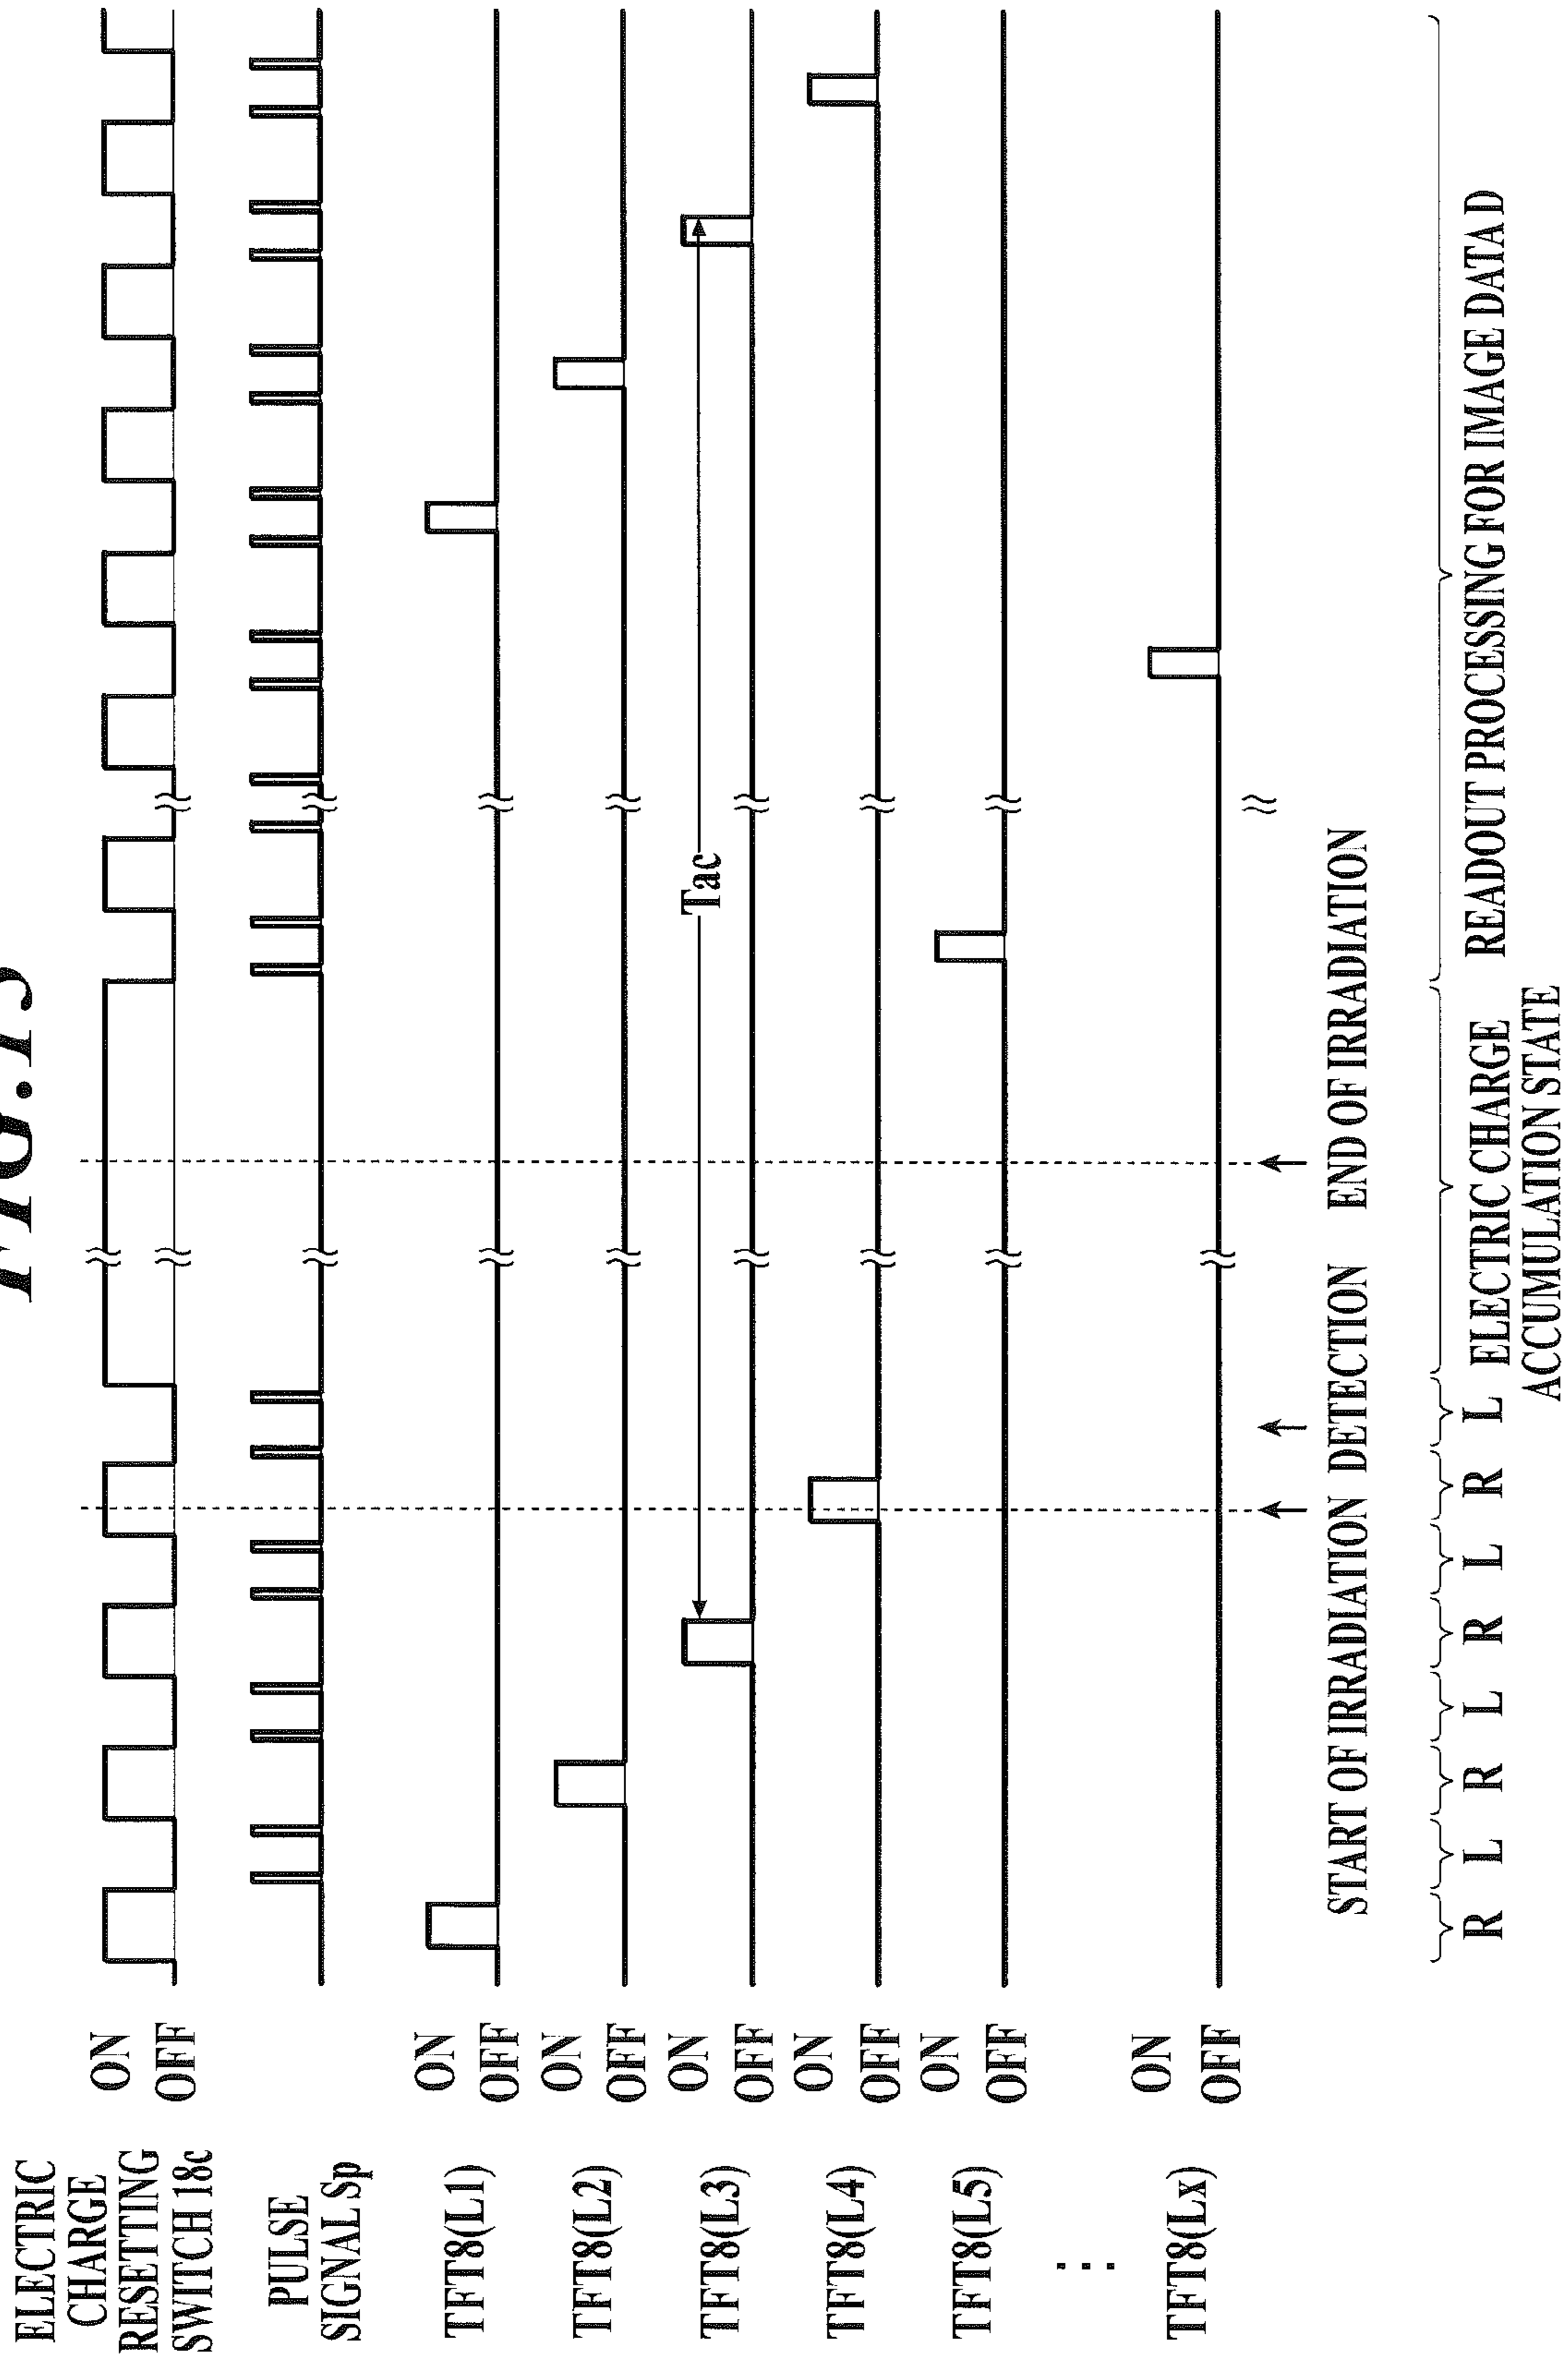 FIG.15
ELECTRIC
CHARGE
RESETTING
SWITCH 18c
ON
OFF
PULSE
SIGNAL Sp
TFT8(L1)
ON
OFF
TFT8(L2)
ON
OFF
TFT8(L3)
ON
OFF
Tac
TFT8(L4)
ON
OFF
TFT8(L5)
ON
OFF
⋮
TFT8(Lx)
ON
OFF
START OF IRRADIATION DETECTION END OF IRRADIATION
R L R L R L R L ELECTRIC CHARGE
ACCUMULATION STATE
READOUT PROCESSING FOR IMAGE DATA D